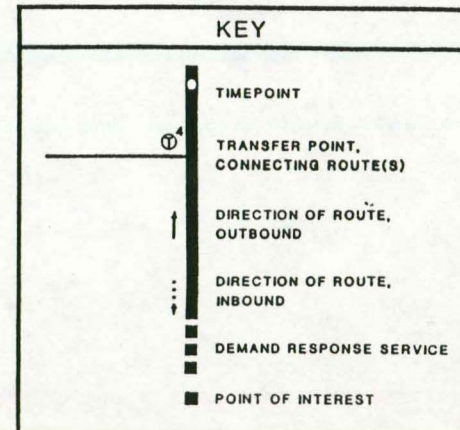 KEY
TIMEPOINT
T 4
TRANSFER POINT,
CONNECTING ROUTE(S)
DIRECTION OF ROUTE,
OUTBOUND
DIRECTION OF ROUTE,
INBOUND
DEMAND RESPONSE SERVICE
POINT OF INTEREST